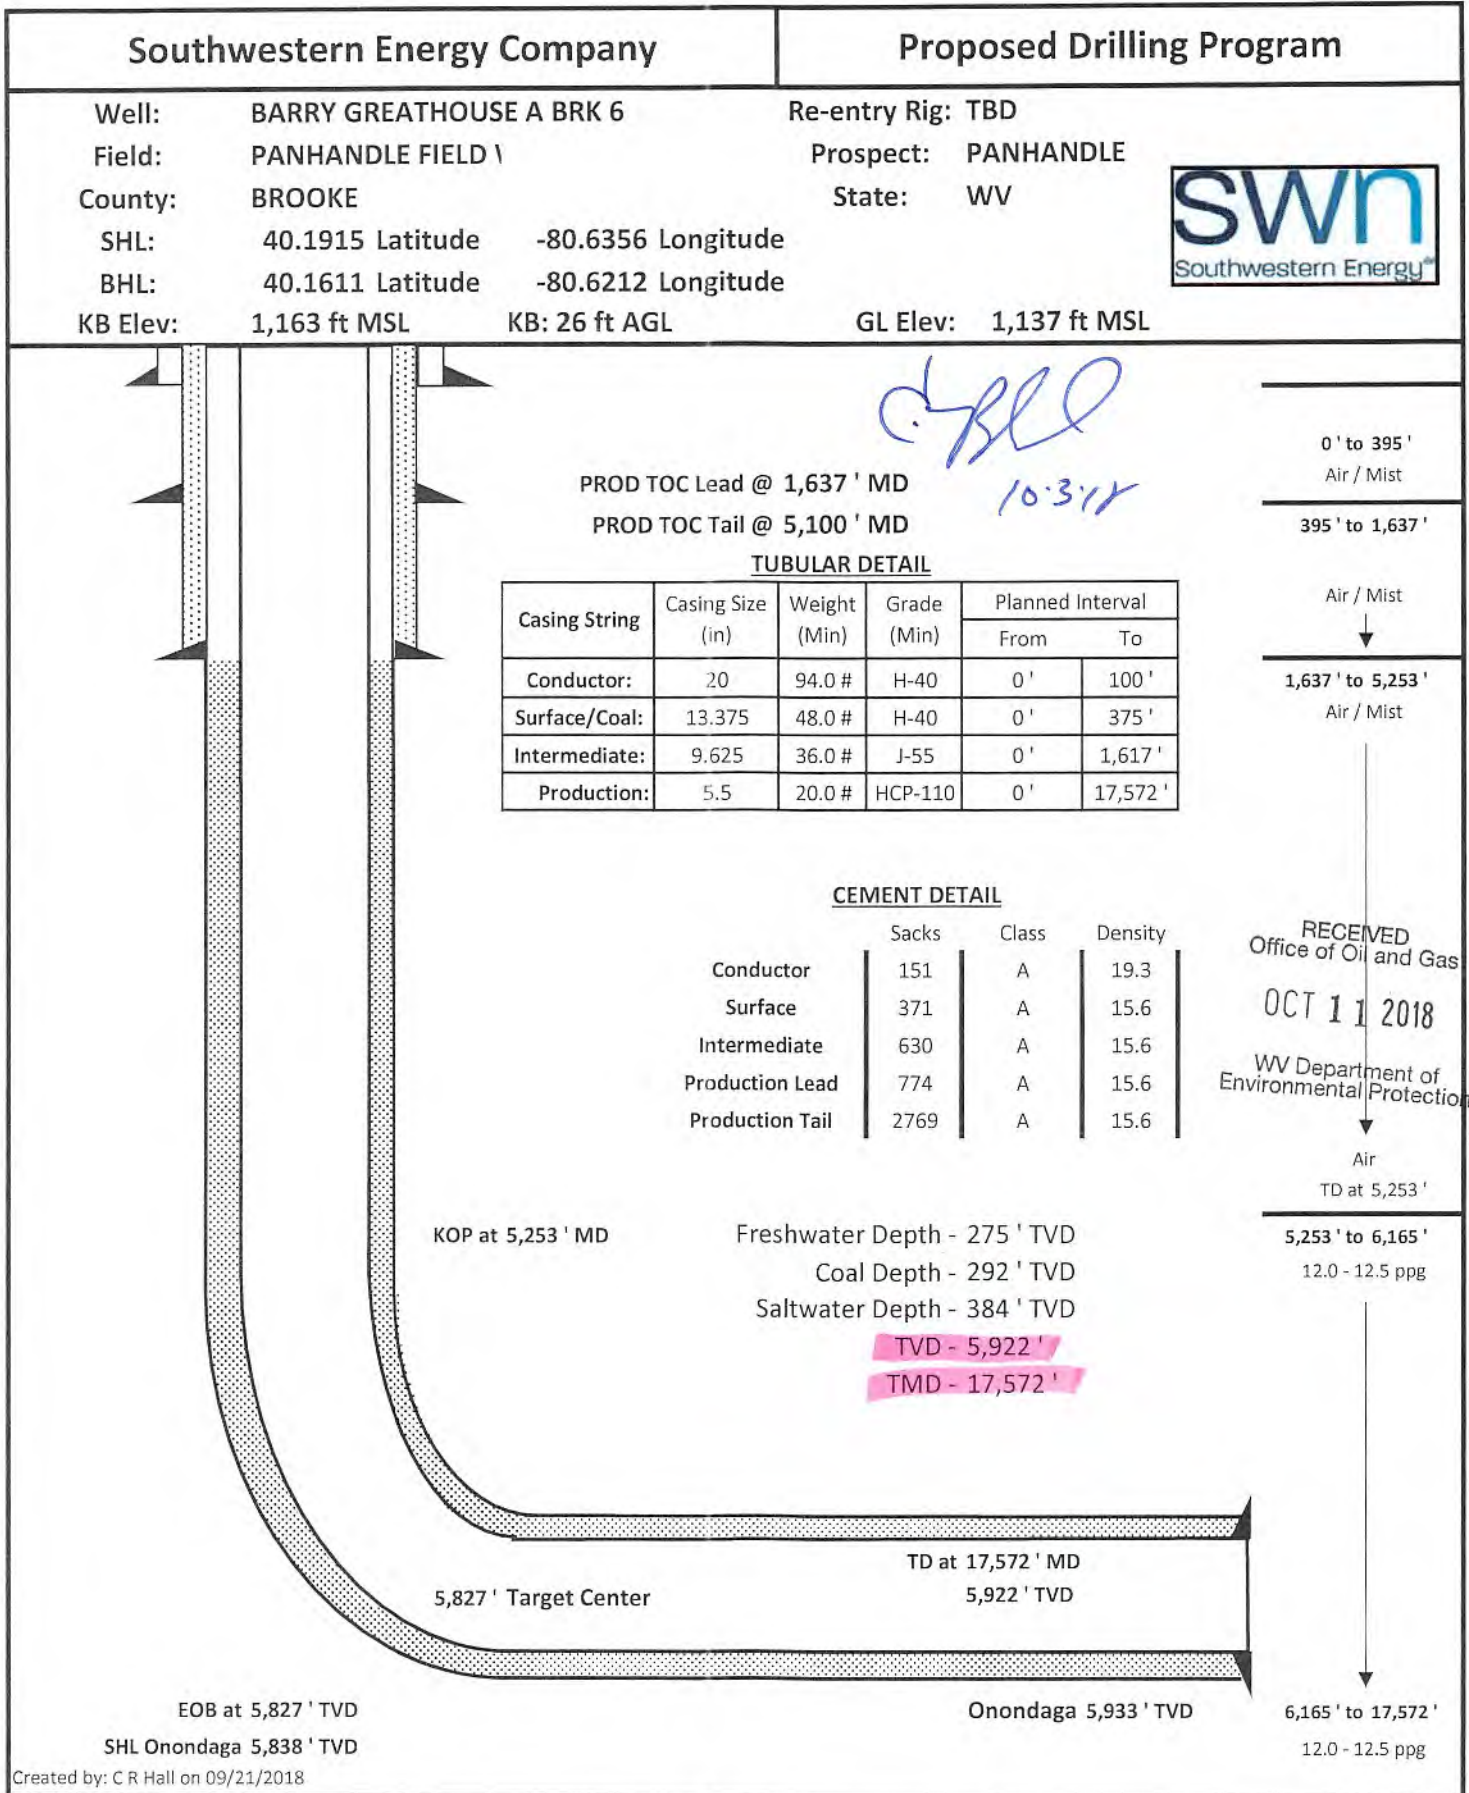 Southwestern Energy Company
Proposed Drilling Program
Well: BARRY GREATHOUSE A BRK 6 Re-entry Rig: TBD
Field: PANHANDLE FIELD \ Prospect: PANHANDLE
County: BROOKE State: WV
SHL: 40.1915 Latitude -80.6356 Longitude
BHL: 40.1611 Latitude -80.6212 Longitude
KB Elev: 1,163 ft MSL KB: 26 ft AGL GL Elev: 1,137 ft MSL
swn
Southwestern Energy
PROD TOC Lead @ 1,637 ' MD
PROD TOC Tail @ 5,100 ' MD
0 ' to 395 '
Air / Mist
395 ' to 1,637 '
Air / Mist
1,637 ' to 5,253 '
Air / Mist
TUBULAR DETAIL
Casing String Casing Size (in) Weight (Min) Grade (Min) Planned Interval
From To
Conductor: 20 94.0 # H-40 0 ' 100 '
Surface/Coal: 13.375 48.0 # H-40 0 ' 375 '
Intermediate: 9.625 36.0 # J-55 0 ' 1,617 '
Production: 5.5 20.0 # HCP-110 0 ' 17,572 '
CEMENT DETAIL
Sacks Class Density
Conductor 151 A 19.3
Surface 371 A 15.6
Intermediate 630 A 15.6
Production Lead 774 A 15.6
Production Tail 2769 A 15.6
RECEIVED
Office of Oil and Gas
OCT 11 2018
WV Department of
Environmental Protection
Air
TD at 5,253 '
KOP at 5,253 ' MD
Freshwater Depth - 275 ' TVD
Coal Depth - 292 ' TVD
Saltwater Depth - 384 ' TVD
TVD - 5,922 '
TMD - 17,572 '
5,253 ' to 6,165 '
12.0 - 12.5 ppg
TD at 17,572 ' MD
5,922 ' TVD
5,827 ' Target Center
EOB at 5,827 ' TVD
Onondaga 5,933 ' TVD
6,165 ' to 17,572 '
SHL Onondaga 5,838 ' TVD
12.0 - 12.5 ppg
Created by: C R Hall on 09/21/2018